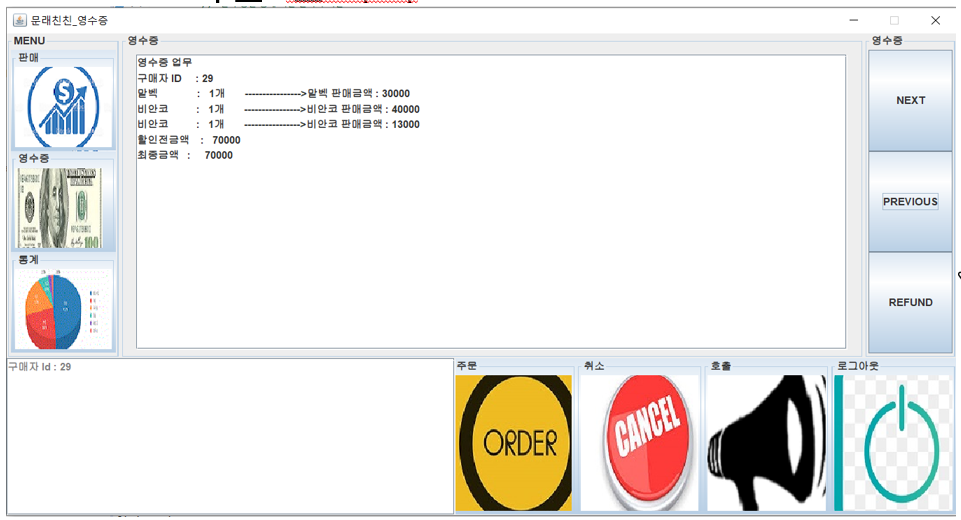 문래친친_영수증
MENU
판매
영수증
통계
영수증
영수증 업무
구매자 ID : 29
말벡 : 1개 ---------------->말벡 판매금액 : 30000
비안코 : 1개 ---------------->비안코 판매금액 : 40000
비안코 : 1개 ---------------->비안코 판매금액 : 13000
할인전금액 : 70000
최종금액 : 70000
영수증
NEXT
PREVIOUS
REFUND
구매자 Id : 29
주문
ORDER
취소
CANCEL
호출
로그아웃